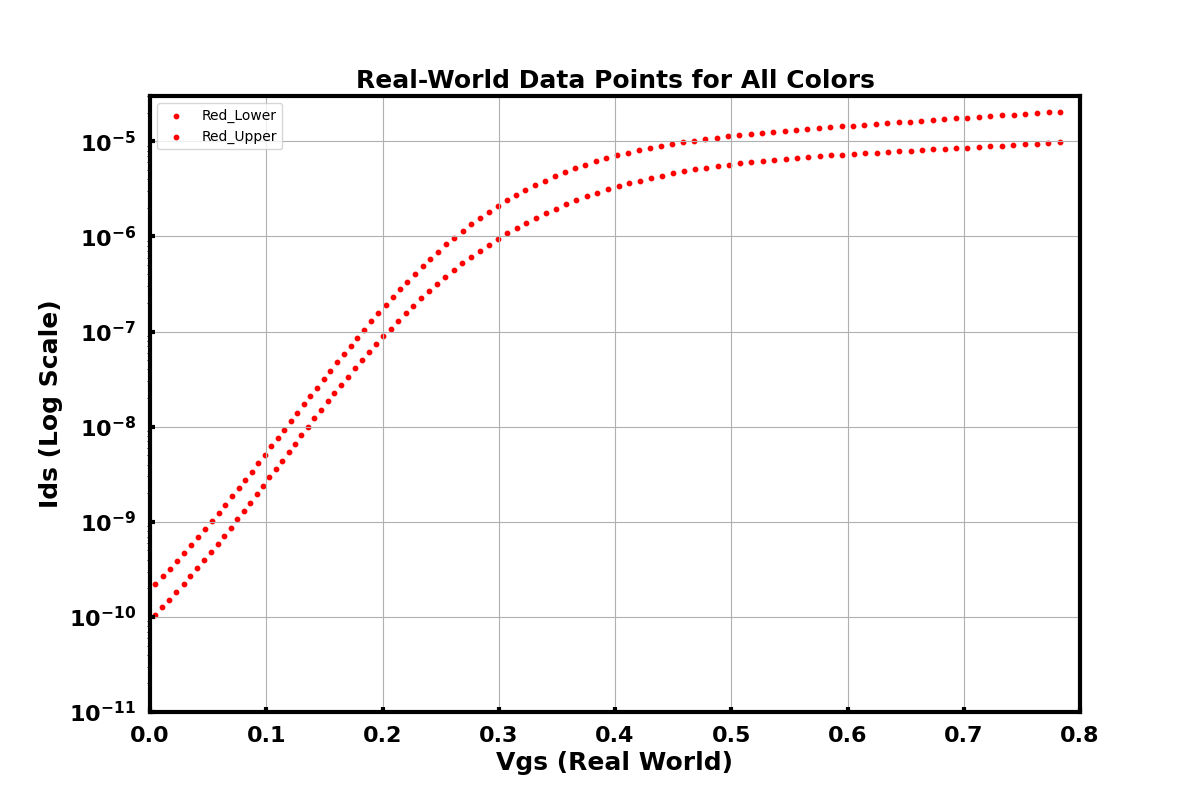 Real-World Data Points for All Colors
Red_Lower
Red_Upper
10⁻⁵
10⁻⁶
10⁻⁷
10⁻⁸
10⁻⁹
10⁻¹⁰
10⁻¹¹
Ids (Log Scale)
0.0 0.1 0.2 0.3 0.4 0.5 0.6 0.7 0.8
Vgs (Real World)